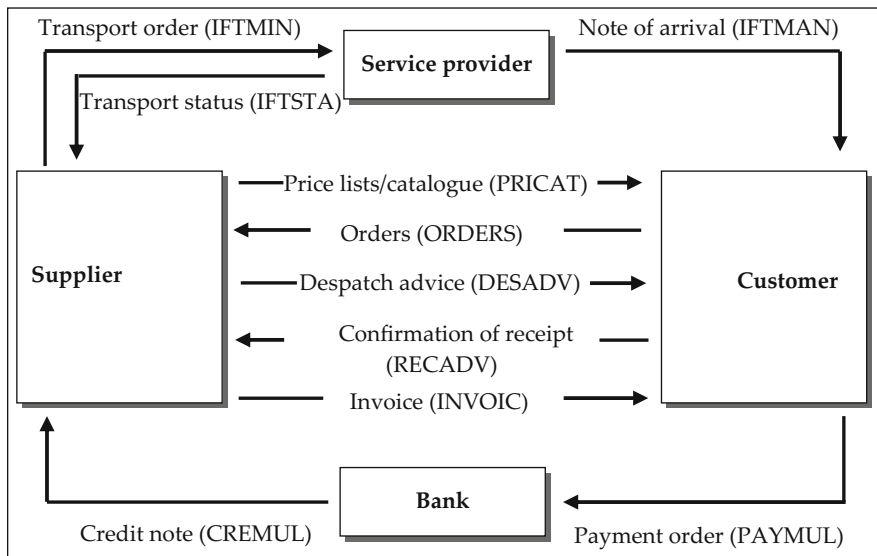 Transport order (IFTMIN)
Note of arrival (IFTMAN)
Service provider
Transport status (IFTSTA)
Price lists/catalogue (PRICAT)
Orders (ORDERS)
Supplier
Despatch advice (DESADV)
Customer
Confirmation of receipt
(RECADV)
Invoice (INVOIC)
Bank
Credit note (CREMUL)
Payment order (PAYMUL)